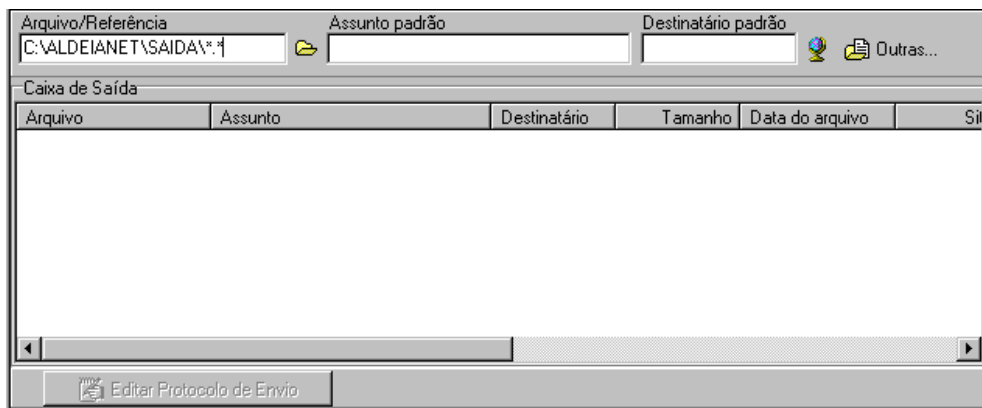 Arquivo/Referência Assunto padrão Destinatário padrão
C:\ALDEIANET\SAIDA\*.* Outras...
Caixa de Saída
Arquivo Assunto Destinatário Tamanho Data do arquivo Sit
Editar Protocolo de Envio